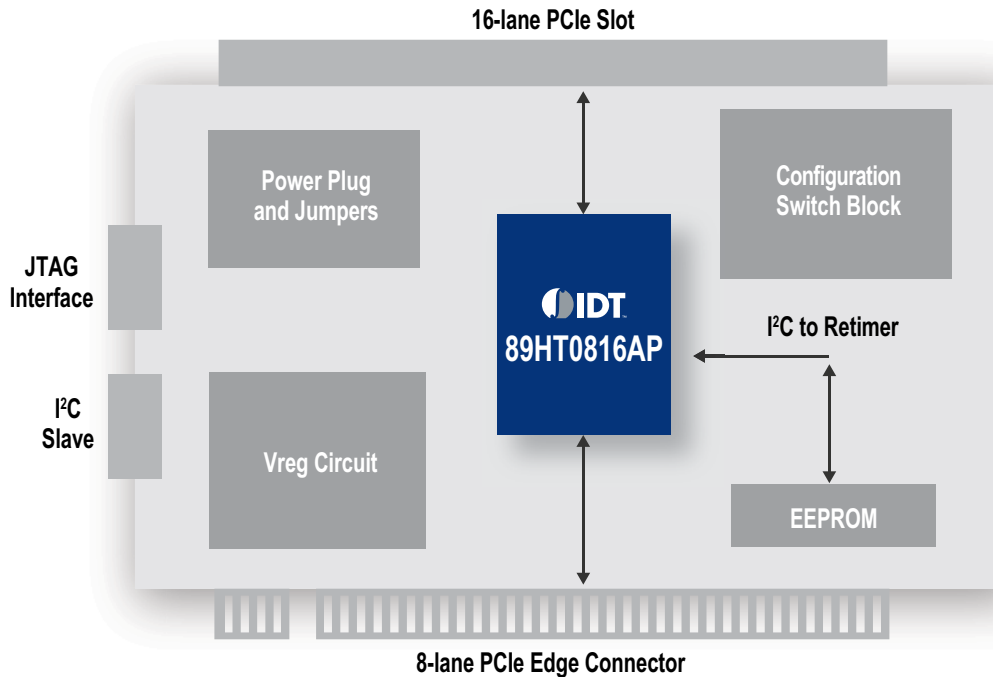 16-lane PCIe Slot
Power Plug
and Jumpers
Configuration
Switch Block
JTAG
Interface
IDT™
89HT0816AP
I²C to Retimer
I²C
Slave
Vreg Circuit
EEPROM
8-lane PCIe Edge Connector